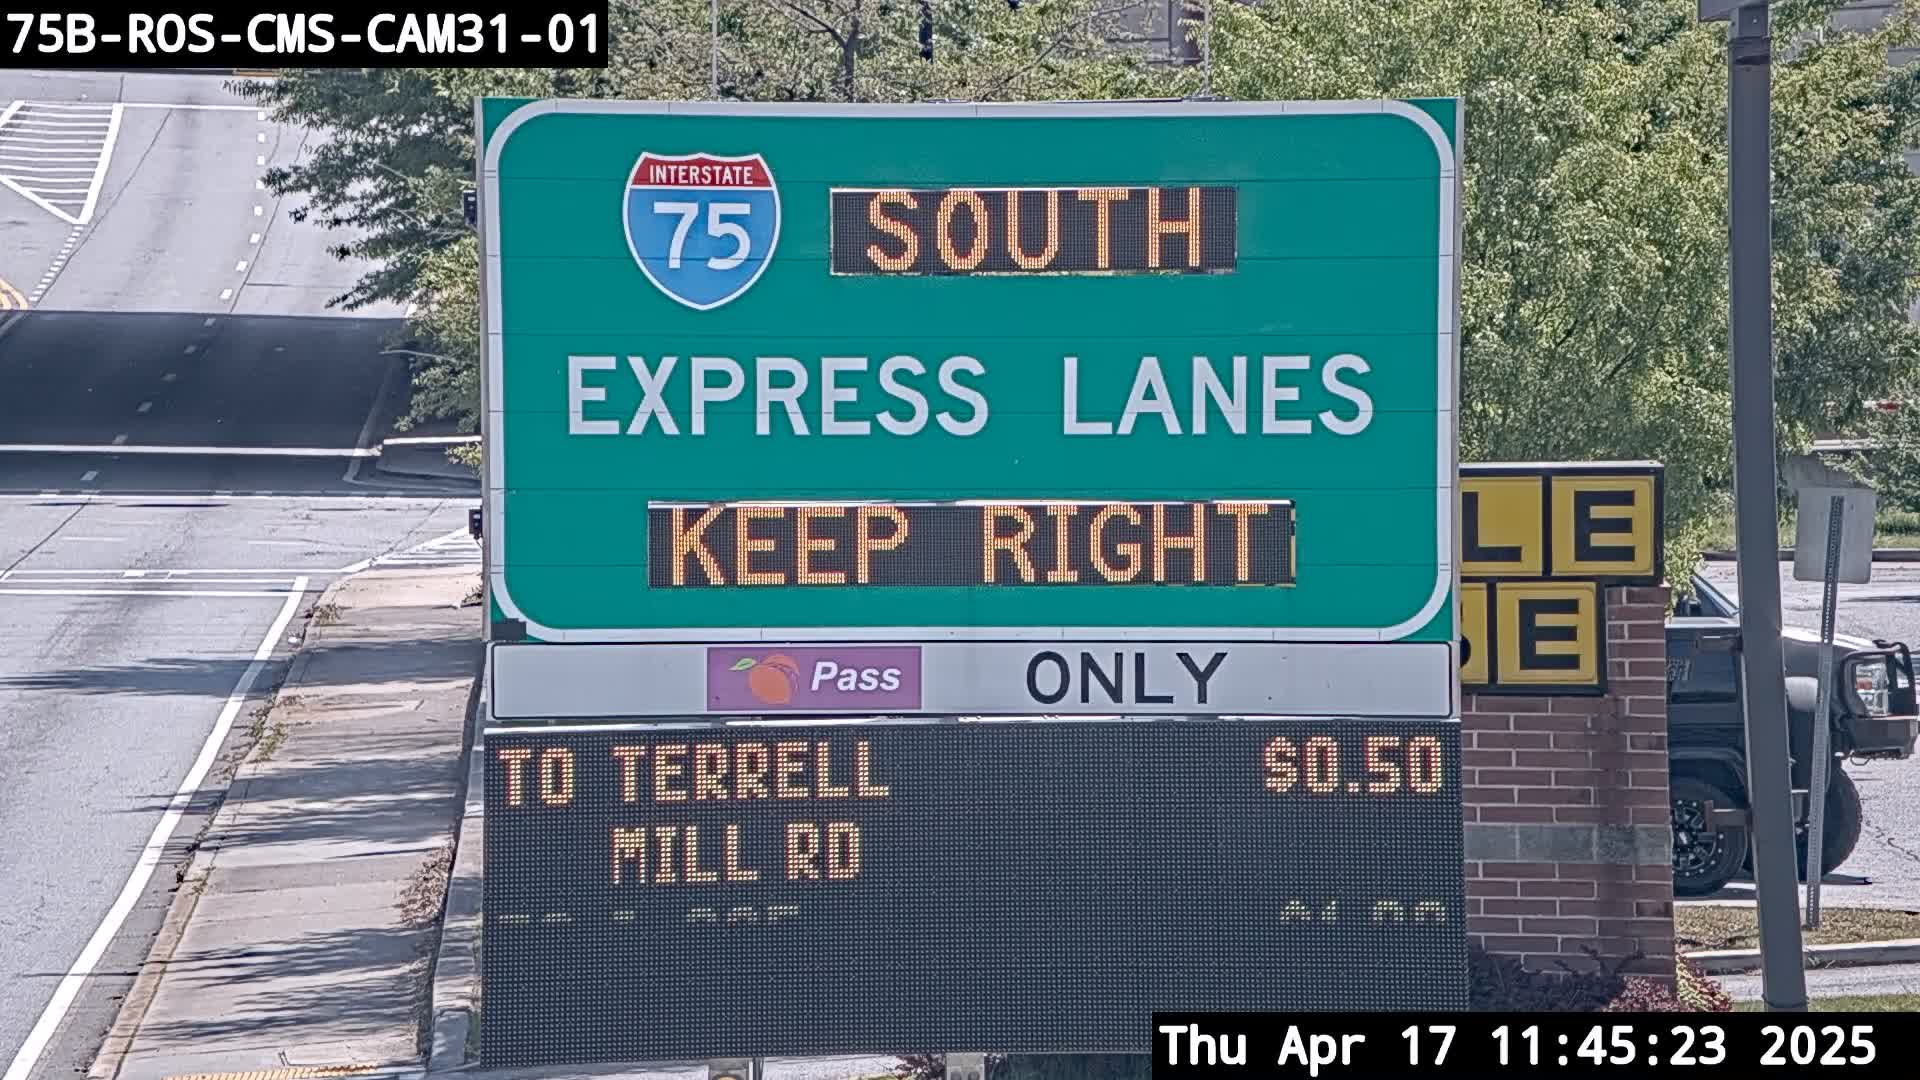 75B-ROS-CMS-CAM31-01
INTERSTATE
75
SOUTH
EXPRESS LANES
KEEP RIGHT
Pass ONLY
TO TERRELL $0.50
MILL RD
LE
E
Thu Apr 17 11:45:23 2025